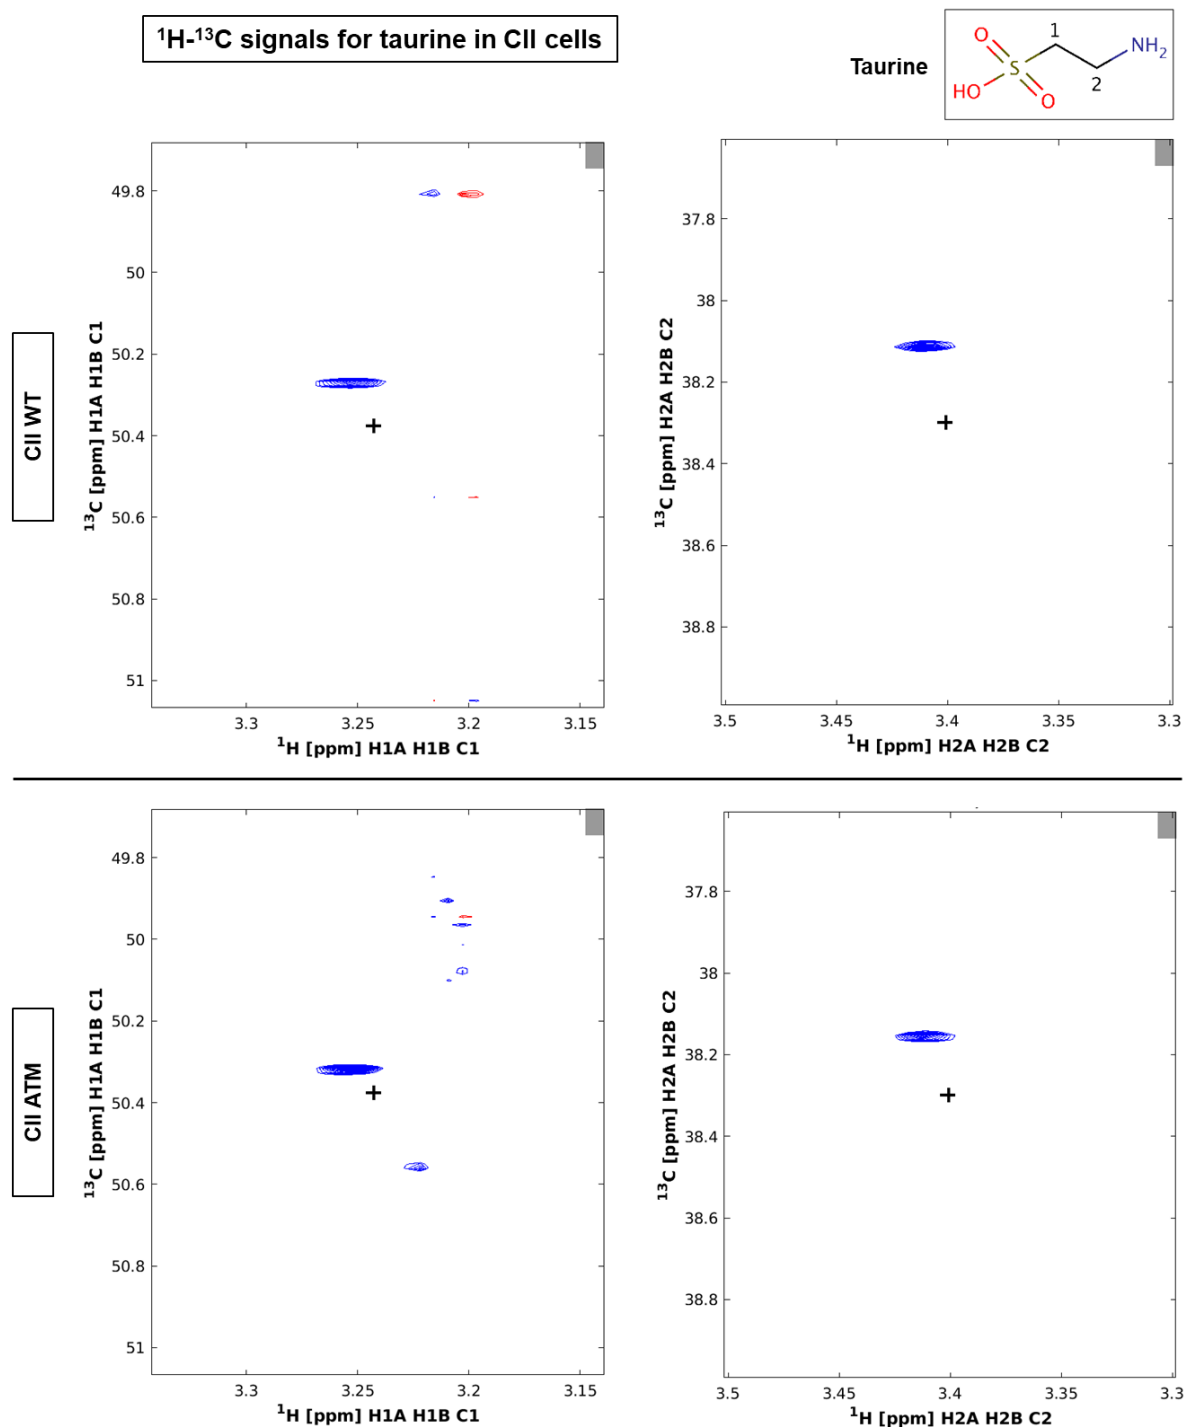 ¹H-¹³C signals for taurine in CII cells
Taurine
O
1
NH₂
S
HO
2
O
CII WT
¹³C [ppm] H1A H1B C1
49.8
50
50.2
50.4
50.6
50.8
51
3.3
3.25
3.2
3.15
¹H [ppm] H1A H1B C1
¹³C [ppm] H2A H2B C2
37.8
38
38.2
38.4
38.6
38.8
3.5
3.45
3.4
3.35
3.3
¹H [ppm] H2A H2B C2
CII ATM
¹³C [ppm] H1A H1B C1
49.8
50
50.2
50.4
50.6
50.8
51
3.3
3.25
3.2
3.15
¹H [ppm] H1A H1B C1
¹³C [ppm] H2A H2B C2
37.8
38
38.2
38.4
38.6
38.8
3.5
3.45
3.4
3.35
3.3
¹H [ppm] H2A H2B C2